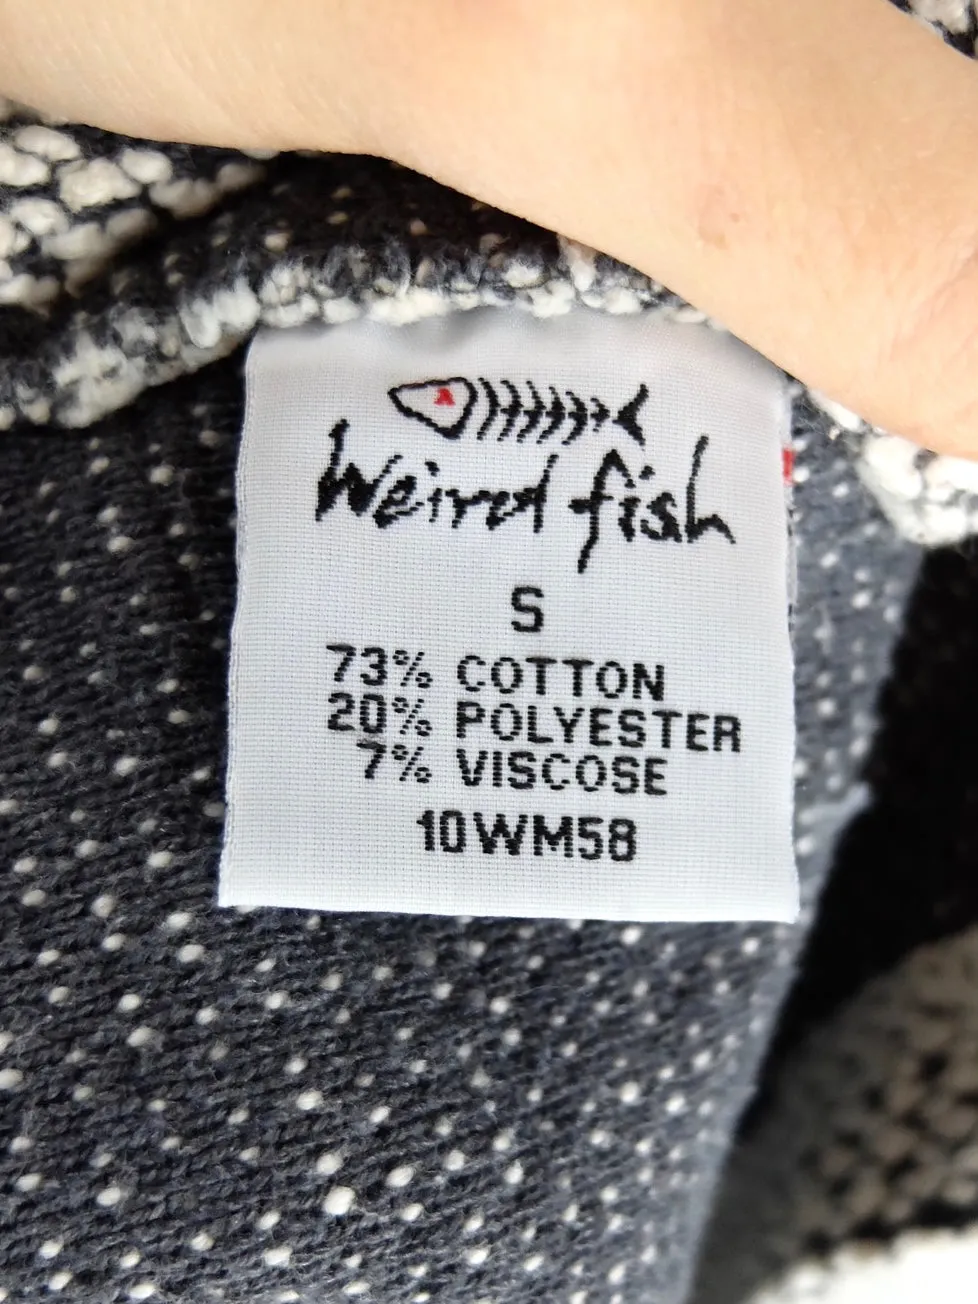 Weird fish
S
73% COTTON
20% POLYESTER
7% VISCOSE
10WM58